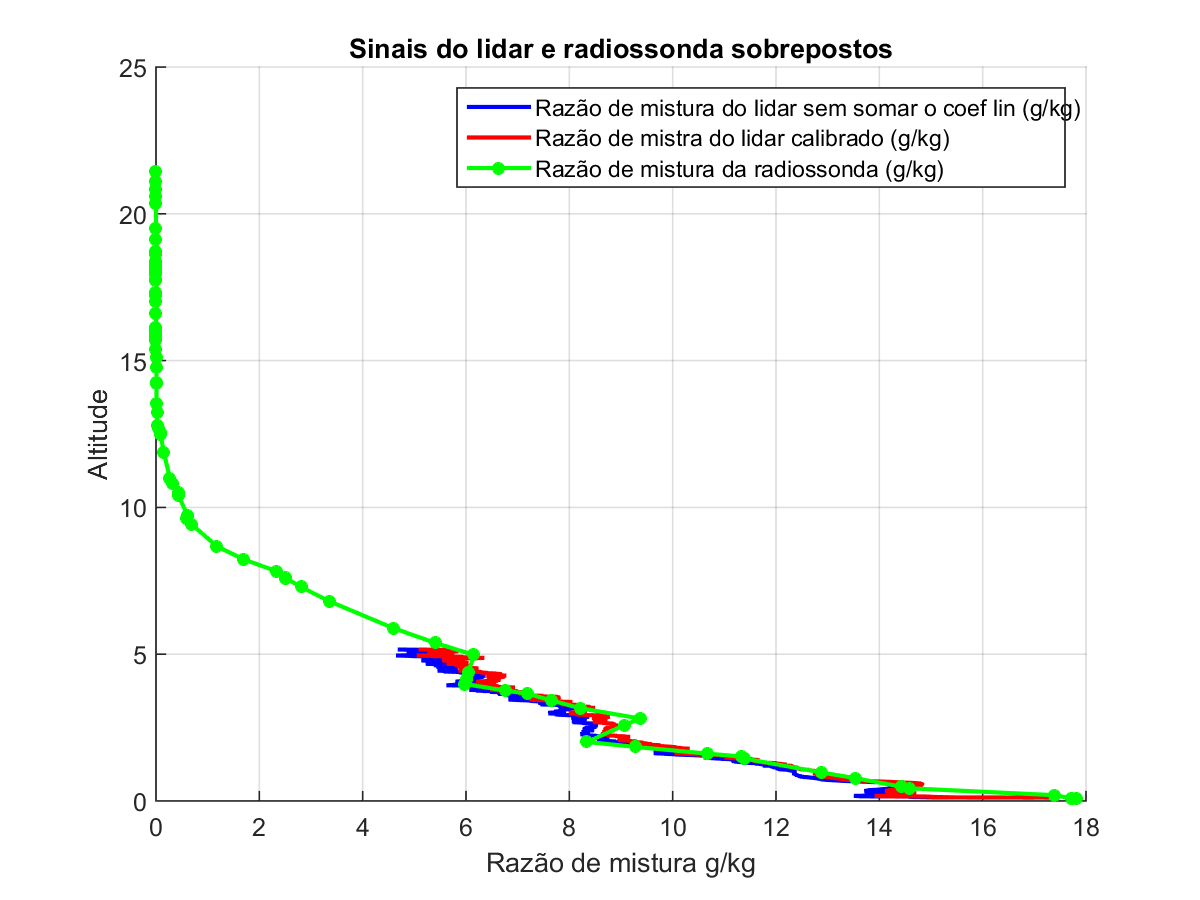 Sinais do lidar e radiossonda sobrepostos
25
Razão de mistura do lidar sem somar o coef lin (g/kg)
Razão de mistra do lidar calibrado (g/kg)
Razão de mistura da radiossonda (g/kg)
20
15
Altitude
10
5
0
0 2 4 6 8 10 12 14 16 18
Razão de mistura g/kg